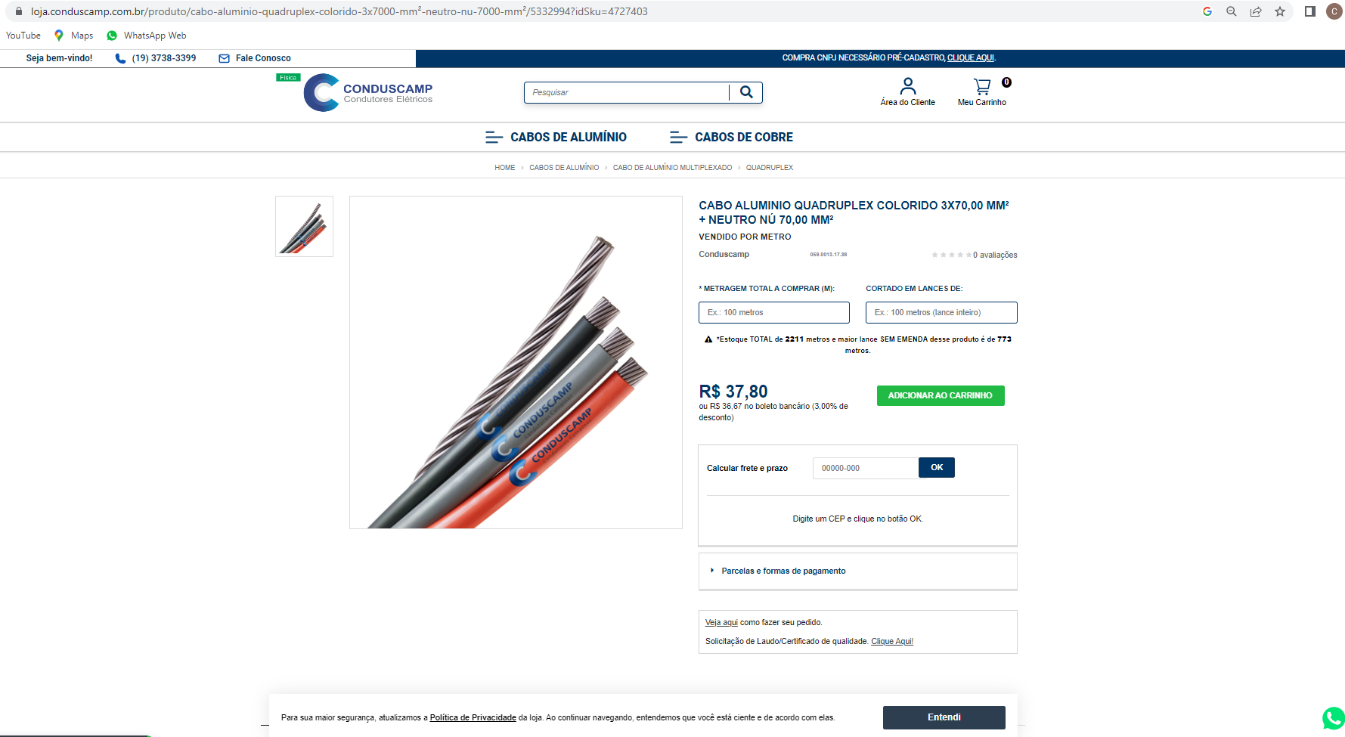 loja.conduscamp.com.br/produto/cabo-aluminio-quadruplex-colorido-3x7000-mm²-neutro-nu-7000-mm²/5332994?idSku=4727403
YouTube Maps WhatsApp Web
Seja bem-vindo! (19) 3738-3399 Fale Conosco
COMPRA CNPJ NECESSÁRIO PRÉ-CADASTRO, CLIQUE AQUI.
FÍSICA
CONDUSCAMP
Condutores Elétricos
Pesquisar
0
Área do Cliente Meu Carrinho
CABOS DE ALUMÍNIO CABOS DE COBRE
HOME › CABOS DE ALUMÍNIO › CABO DE ALUMÍNIO MULTIPLEXADO › QUADRUPLEX
CABO ALUMINIO QUADRUPLEX COLORIDO 3X70,00 MM²
+ NEUTRO NÚ 70,00 MM²
VENDIDO POR METRO
Conduscamp 0 avaliações
* METRAGEM TOTAL A COMPRAR (M): CORTADO EM LANCES DE:
Ex.: 100 metros Ex.: 100 metros (lance inteiro)
*Estoque TOTAL de 2211 metros e maior lance SEM EMENDA desse produto é de 773
metros.
R$ 37,80
ADICIONAR AO CARRINHO
ou R$ 36,67 no boleto bancário (3,00% de
desconto)
CONDUSCAMP
CONDUSCAMP
CONDUSCAMP
Calcular frete e prazo 00000-000 OK
Digite um CEP e clique no botão OK.
Parcelas e formas de pagamento
Veja aqui como fazer seu pedido.
Solicitação de Laudo/Certificado de qualidade. Clique Aqui!
Para sua maior segurança, atualizamos a Política de Privacidade da loja. Ao continuar navegando, entendemos que você está ciente e de acordo com elas.
Entendi